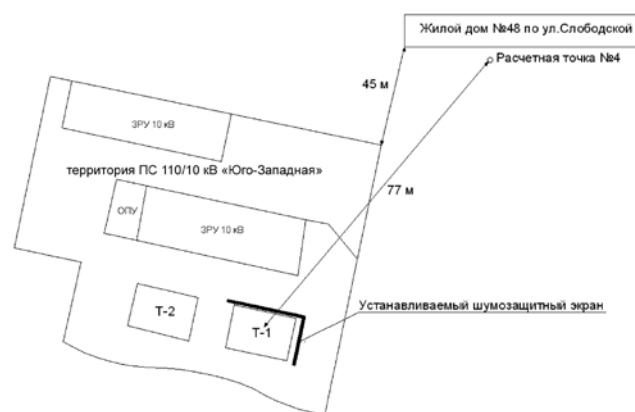 Жилой дом №48 по ул.Слободской
Расчетная точка №4
45 м
ЗРУ 10 кВ
территория ПС 110/10 кВ «Юго-Западная»
77 м
ОПУ
ЗРУ 10 кВ
Устанавливаемый шумозащитный экран
Т-2
Т-1